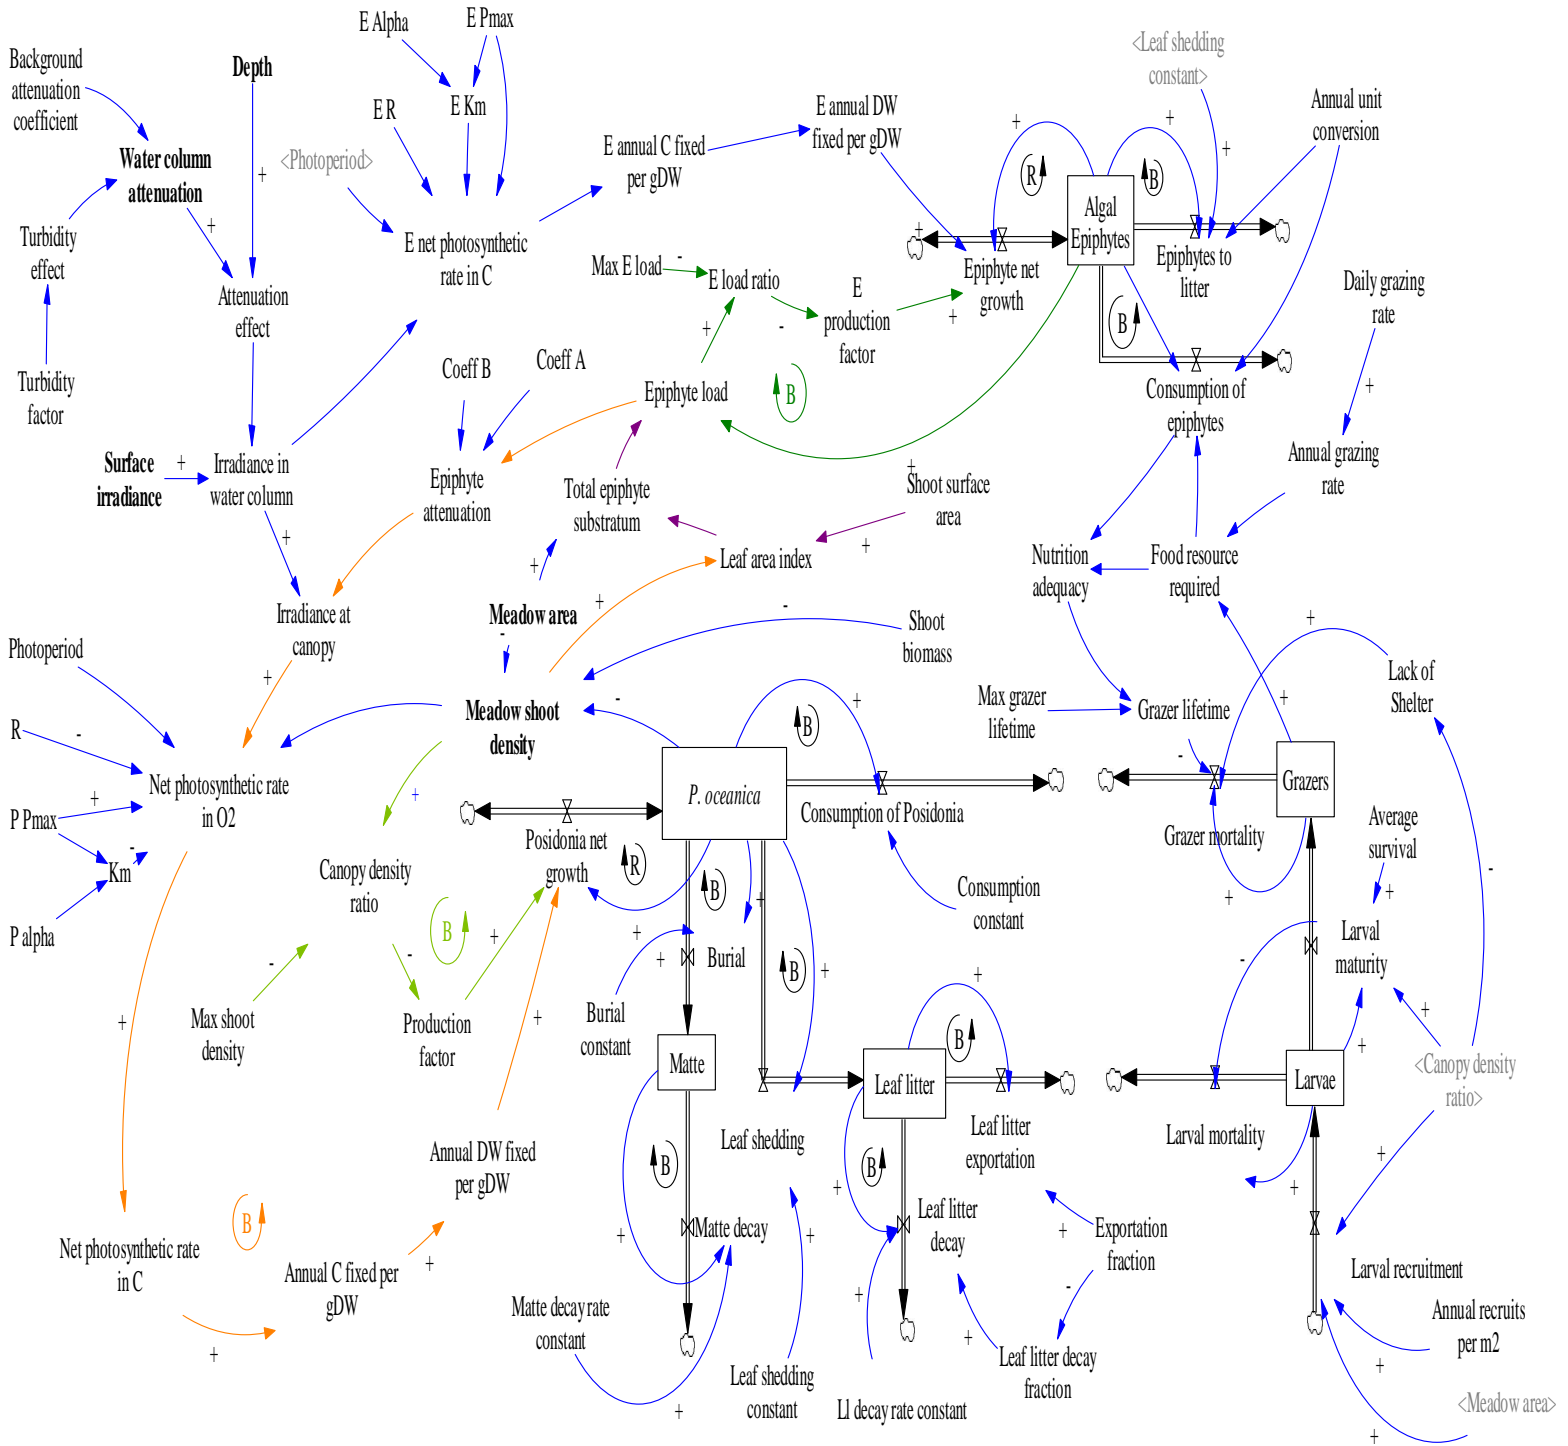 E Alpha
E Pmax
Background
attenuation
coefficient
Depth
<Leaf shedding
constant>
E R
E Km
E annual DW
fixed per gDW
Annual unit
conversion
Water column
attenuation
<Photoperiod>
E annual C fixed
per gDW
+
+
+
+
R
B
Algal
Epiphytes
Turbidity
effect
+
E net photosynthetic
rate in C
+
Epiphytes to
litter
Max E load
-
E load ratio
Epiphyte net
growth
Attenuation
effect
E
production
factor
-
+
+
B
Daily grazing
rate
Turbidity
factor
Coeff B
Coeff A
Epiphyte load
B
Consumption of
epiphytes
+
Surface
irradiance
+
Irradiance in
water column
Epiphyte
attenuation
Total epiphyte
substratum
+
Shoot surface
area
Annual grazing
rate
+
+
Leaf area index
+
Nutrition
adequacy
Food resource
required
Irradiance at
canopy
Meadow area
-
+
-
Shoot
biomass
+
Photoperiod
+
Meadow shoot
density
-
+
Max grazer
lifetime
Grazer lifetime
+
Lack of
Shelter
R
-
B
-
Net photosynthetic rate
in O2
P. oceanica
Grazers
P Pmax
+
+
Consumption of Posidonia
Grazer mortality
Average
survival
Km
-
Canopy density
ratio
Posidonia net
growth
R
B
+
Consumption
constant
+
+
-
P alpha
B
-
+
+
+
Burial
B
+
+
-
Larval
maturity
-
Max shoot
density
Production
factor
+
Burial
constant
B
+
+
+
Matte
Leaf litter
Larvae
<Canopy density
ratio>
Annual DW fixed
per gDW
B
Leaf shedding
B
Leaf litter
exportation
Larval mortality
+
+
+
Net photosynthetic rate
in C
B
+
Annual C fixed per
gDW
+
Matte decay
+
Leaf litter
decay
+
Exportation
fraction
-
Larval recruitment
Matte decay rate
constant
+
+
Annual recruits
per m2
+
Leaf shedding
constant
Leaf litter decay
fraction
+
+
Ll decay rate constant
<Meadow area>
+